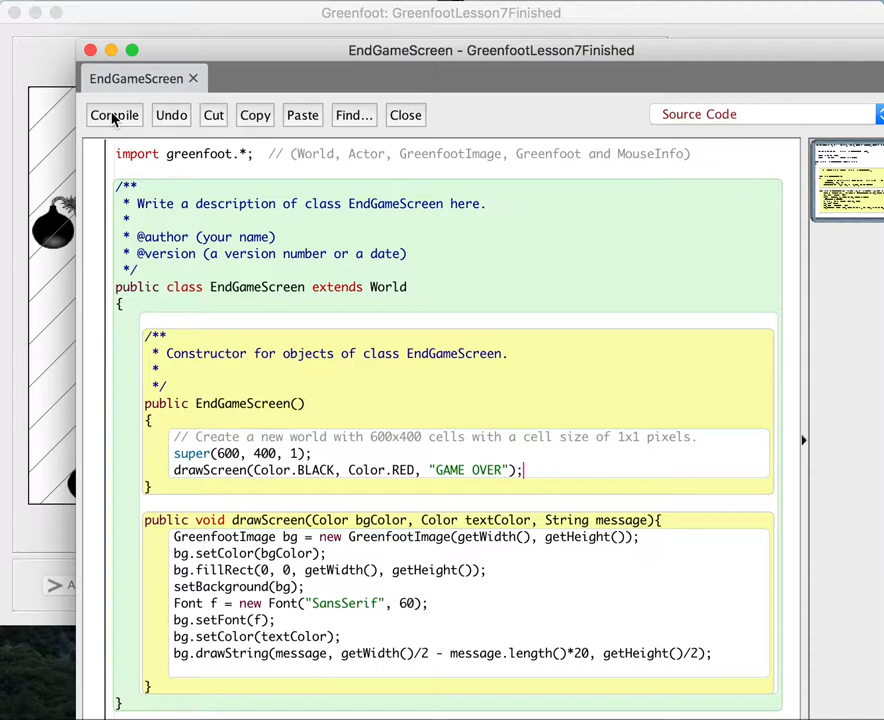 Greenfoot: GreenfootLesson7Finished
EndGameScreen - GreenfootLesson7Finished
EndGameScreen ✕
Compile Undo Cut Copy Paste Find... Close Source Code
import greenfoot.*;  // (World, Actor, GreenfootImage, Greenfoot and MouseInfo)
/**
 * Write a description of class EndGameScreen here.
 *
 * @author (your name)
 * @version (a version number or a date)
 */
public class EndGameScreen extends World
{
/**
 * Constructor for objects of class EndGameScreen.
 *
 */
public EndGameScreen()
{
// Create a new world with 600x400 cells with a cell size of 1x1 pixels.
super(600, 400, 1);
drawScreen(Color.BLACK, Color.RED, "GAME OVER");
}
public void drawScreen(Color bgColor, Color textColor, String message){
GreenfootImage bg = new GreenfootImage(getWidth(), getHeight());
bg.setColor(bgColor);
bg.fillRect(0, 0, getWidth(), getHeight());
setBackground(bg);
Font f = new Font("SansSerif", 60);
bg.setFont(f);
bg.setColor(textColor);
bg.drawString(message, getWidth()/2 - message.length()*20, getHeight()/2);
> A
}
}